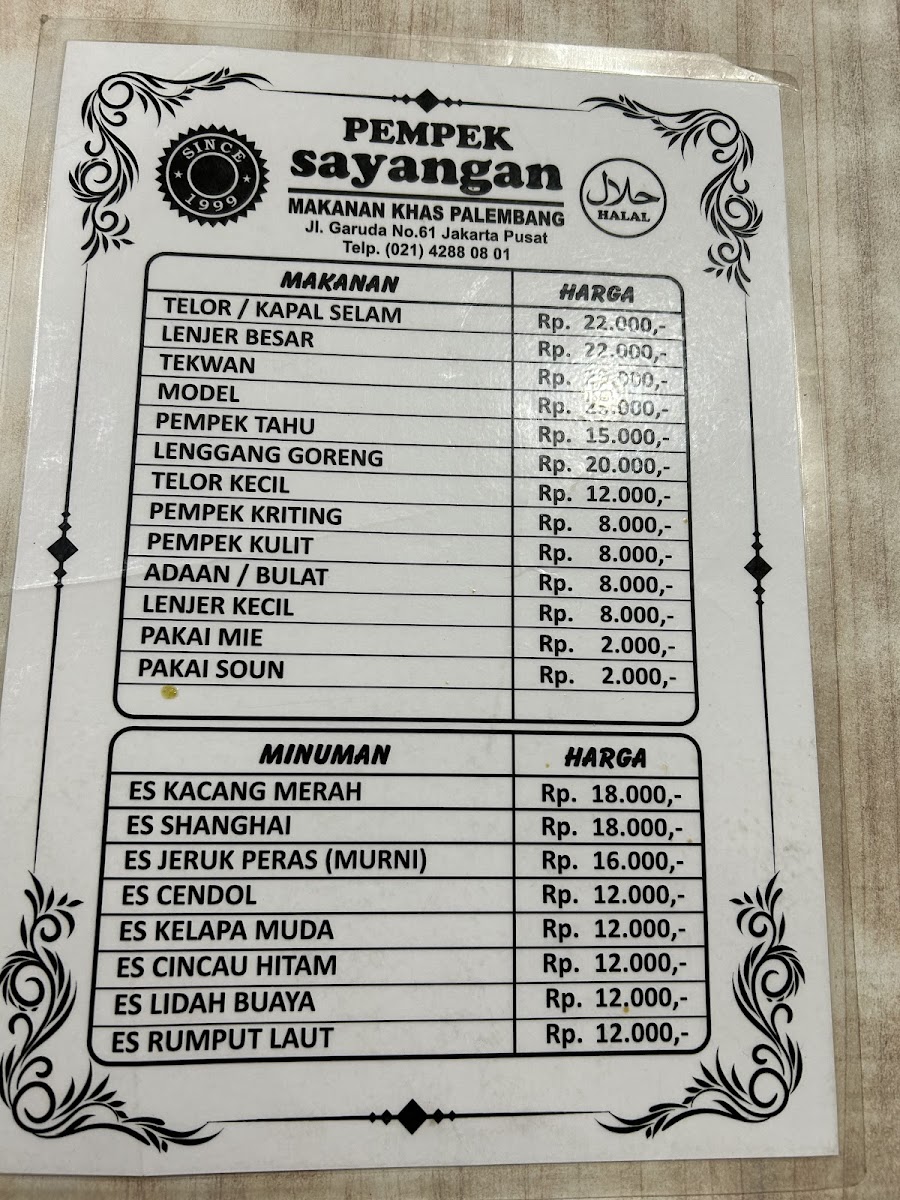 SINCE
1999
PEMPEK
sayangan
MAKANAN KHAS PALEMBANG
Jl. Garuda No.61 Jakarta Pusat
Telp. (021) 4288 08 01
حلال
HALAL
MAKANAN HARGA
TELOR / KAPAL SELAM Rp. 22.000,-
LENJER BESAR Rp. 22.000,-
TEKWAN Rp.
MODEL Rp.
PEMPEK TAHU Rp. 15.000,-
LENGGANG GORENG Rp. 20.000,-
TELOR KECIL Rp. 12.000,-
PEMPEK KRITING Rp. 8.000,-
PEMPEK KULIT Rp. 8.000,-
ADAAN / BULAT Rp. 8.000,-
LENJER KECIL Rp. 8.000,-
PAKAI MIE Rp. 2.000,-
PAKAI SOUN Rp. 2.000,-
MINUMAN HARGA
ES KACANG MERAH Rp. 18.000,-
ES SHANGHAI Rp. 18.000,-
ES JERUK PERAS (MURNI) Rp. 16.000,-
ES CENDOL Rp. 12.000,-
ES KELAPA MUDA Rp. 12.000,-
ES CINCAU HITAM Rp. 12.000,-
ES LIDAH BUAYA Rp. 12.000,-
ES RUMPUT LAUT Rp. 12.000,-